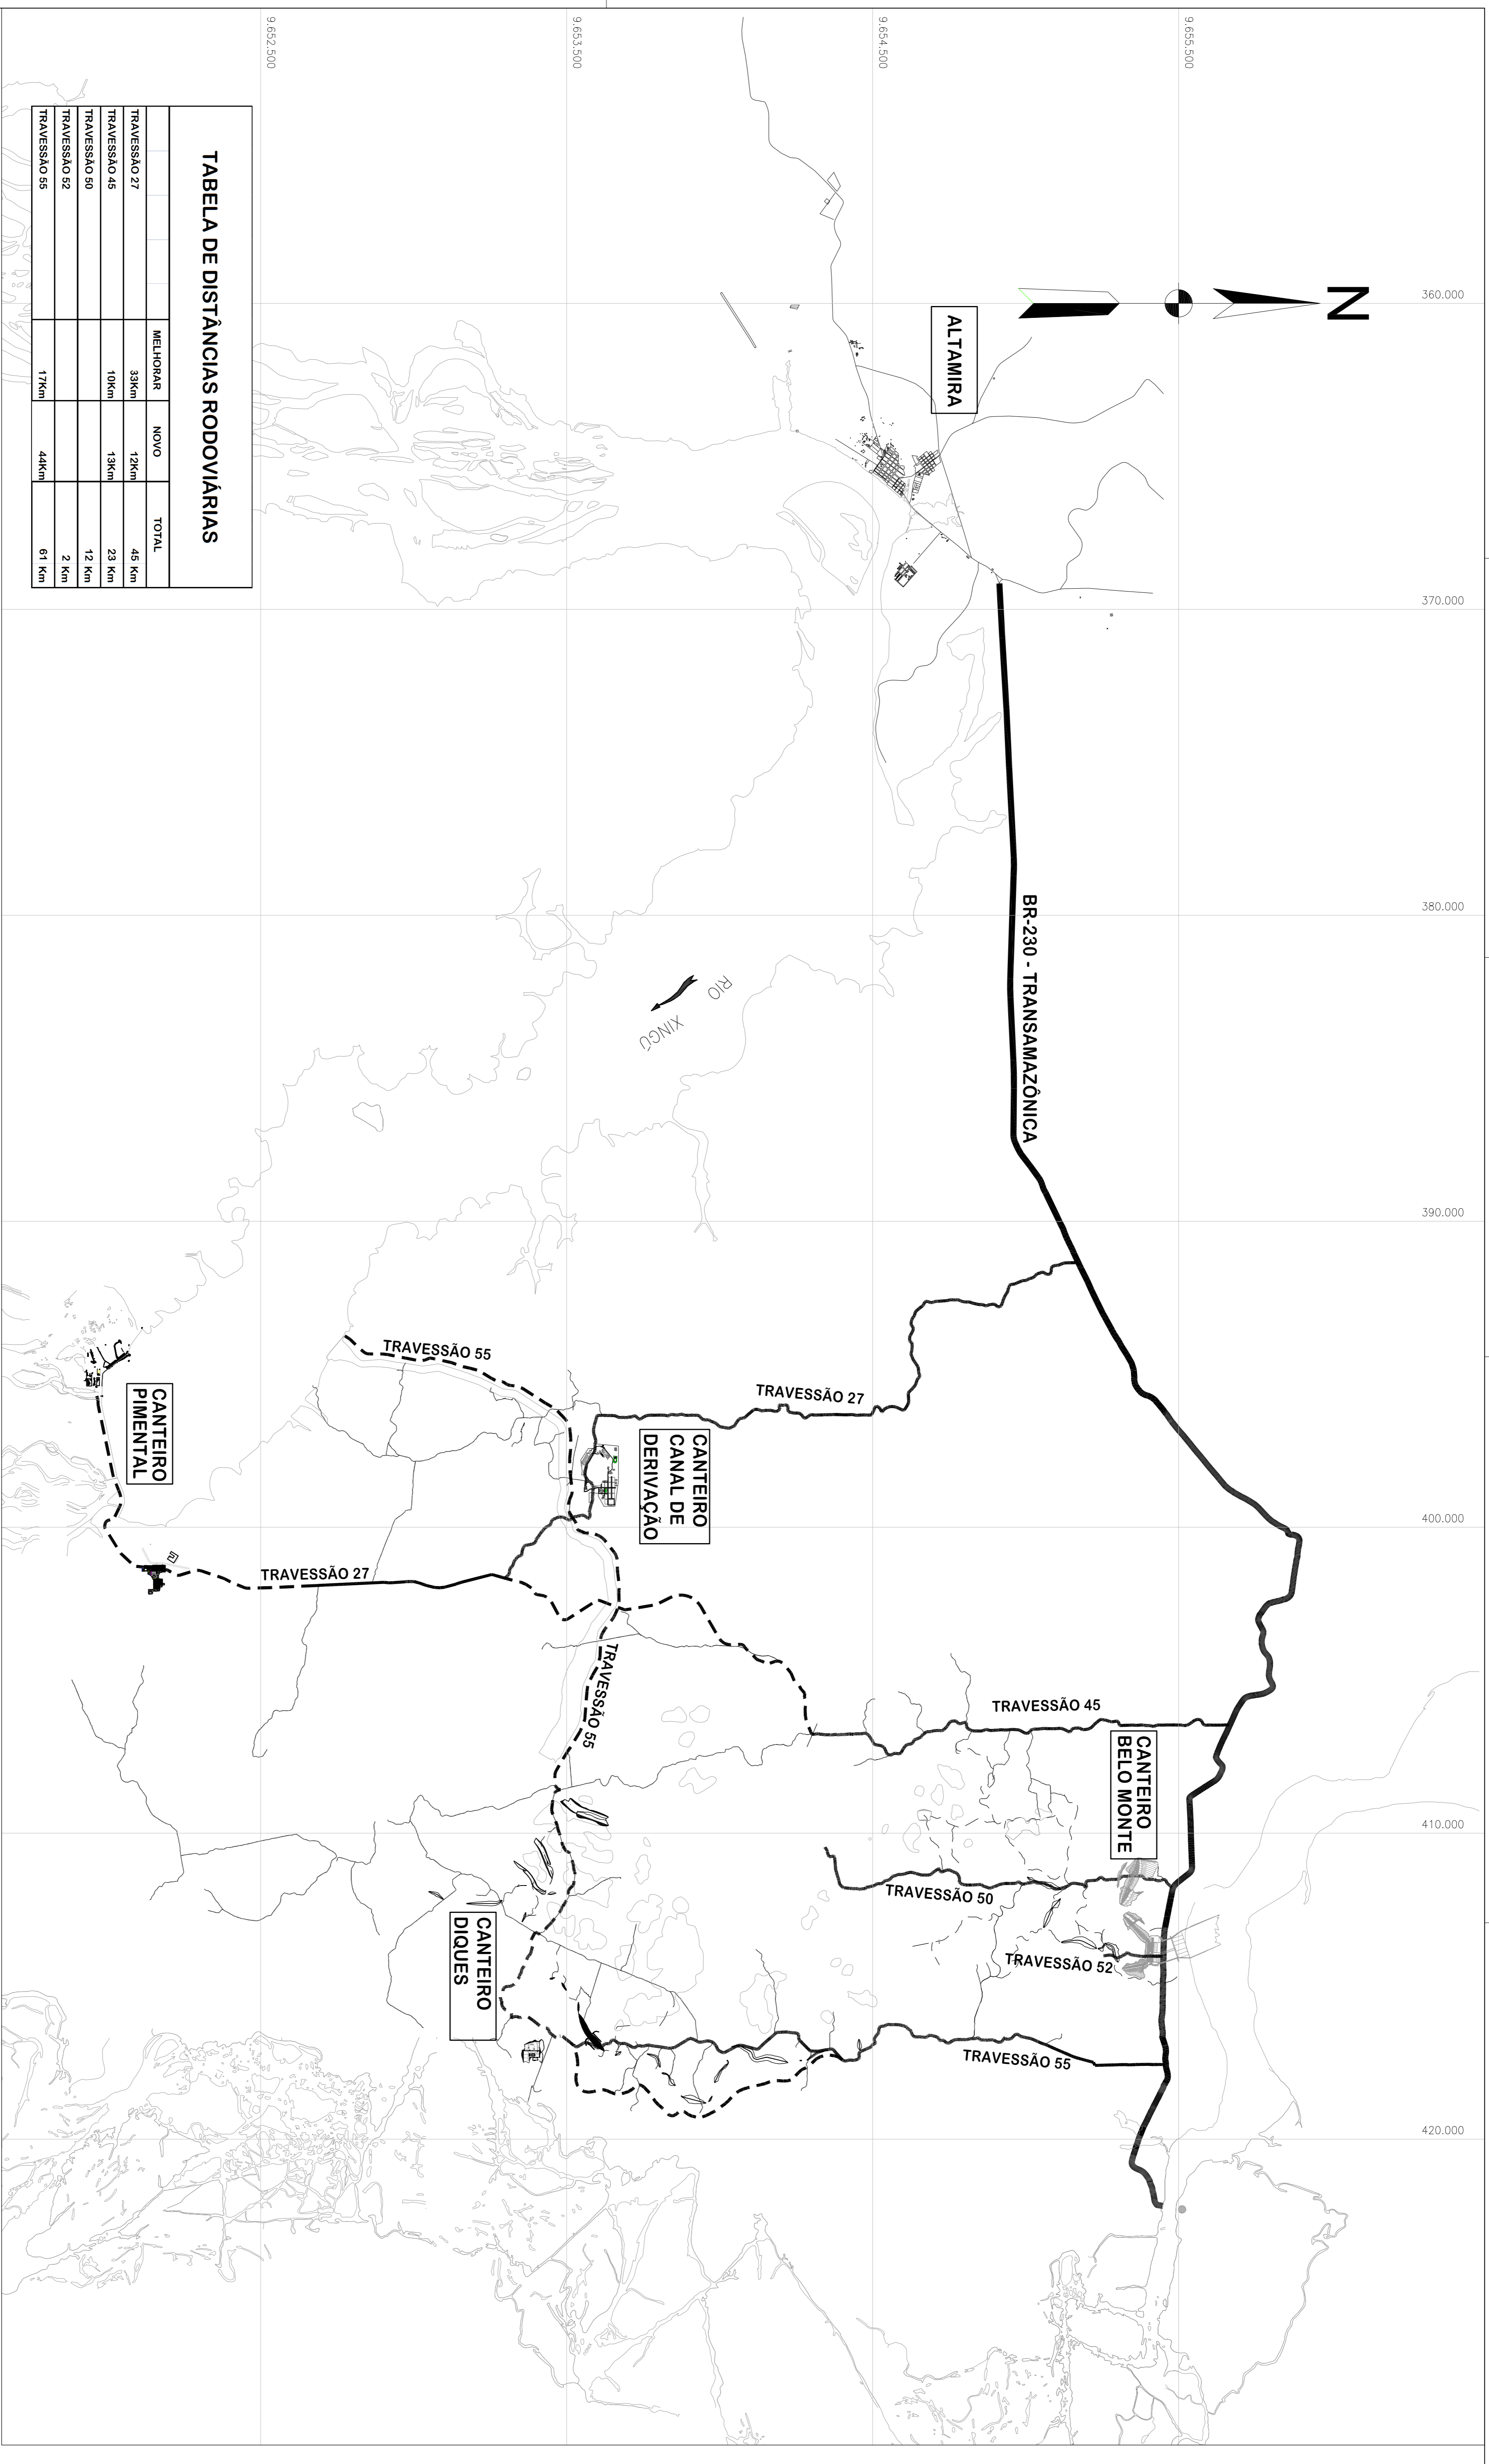 N
360.000
370.000
380.000
390.000
400.000
410.000
420.000
9.655.500
9.654.500
9.653.500
9.652.500
ALTAMIRA
BR-230 - TRANSAMAZÔNICA
RIO
XINGÚ
TRAVESSÃO 27
TRAVESSÃO 45
CANTEIRO
BELO MONTE
TRAVESSÃO 50
TRAVESSÃO 52
TRAVESSÃO 55
CANTEIRO
CANAL DE
DERIVAÇÃO
TRAVESSÃO 55
TRAVESSÃO 55
CANTEIRO
DIQUES
TRAVESSÃO 27
CANTEIRO
PIMENTAL
TABELA DE DISTÂNCIAS RODOVIÁRIAS
MELHORAR NOVO TOTAL
TRAVESSÃO 27 33Km 12Km 45 Km
TRAVESSÃO 45 10Km 13Km 23 Km
TRAVESSÃO 50 12 Km
TRAVESSÃO 52 2 Km
TRAVESSÃO 55 17Km 44Km 61 Km